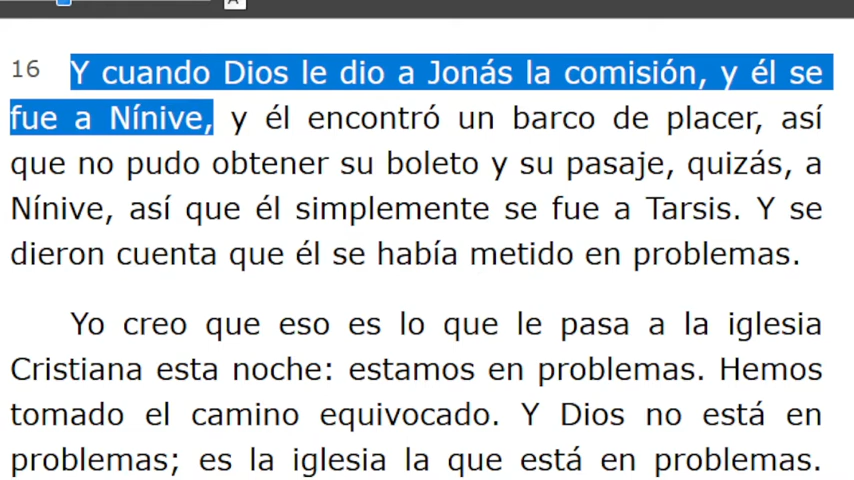 16 Y cuando Dios le dio a Jonás la comisión, y él se
fue a Nínive, y él encontró un barco de placer, así
que no pudo obtener su boleto y su pasaje, quizás, a
Nínive, así que él simplemente se fue a Tarsis. Y se
dieron cuenta que él se había metido en problemas.
Yo creo que eso es lo que le pasa a la iglesia
Cristiana esta noche: estamos en problemas. Hemos
tomado el camino equivocado. Y Dios no está en
problemas; es la iglesia la que está en problemas.